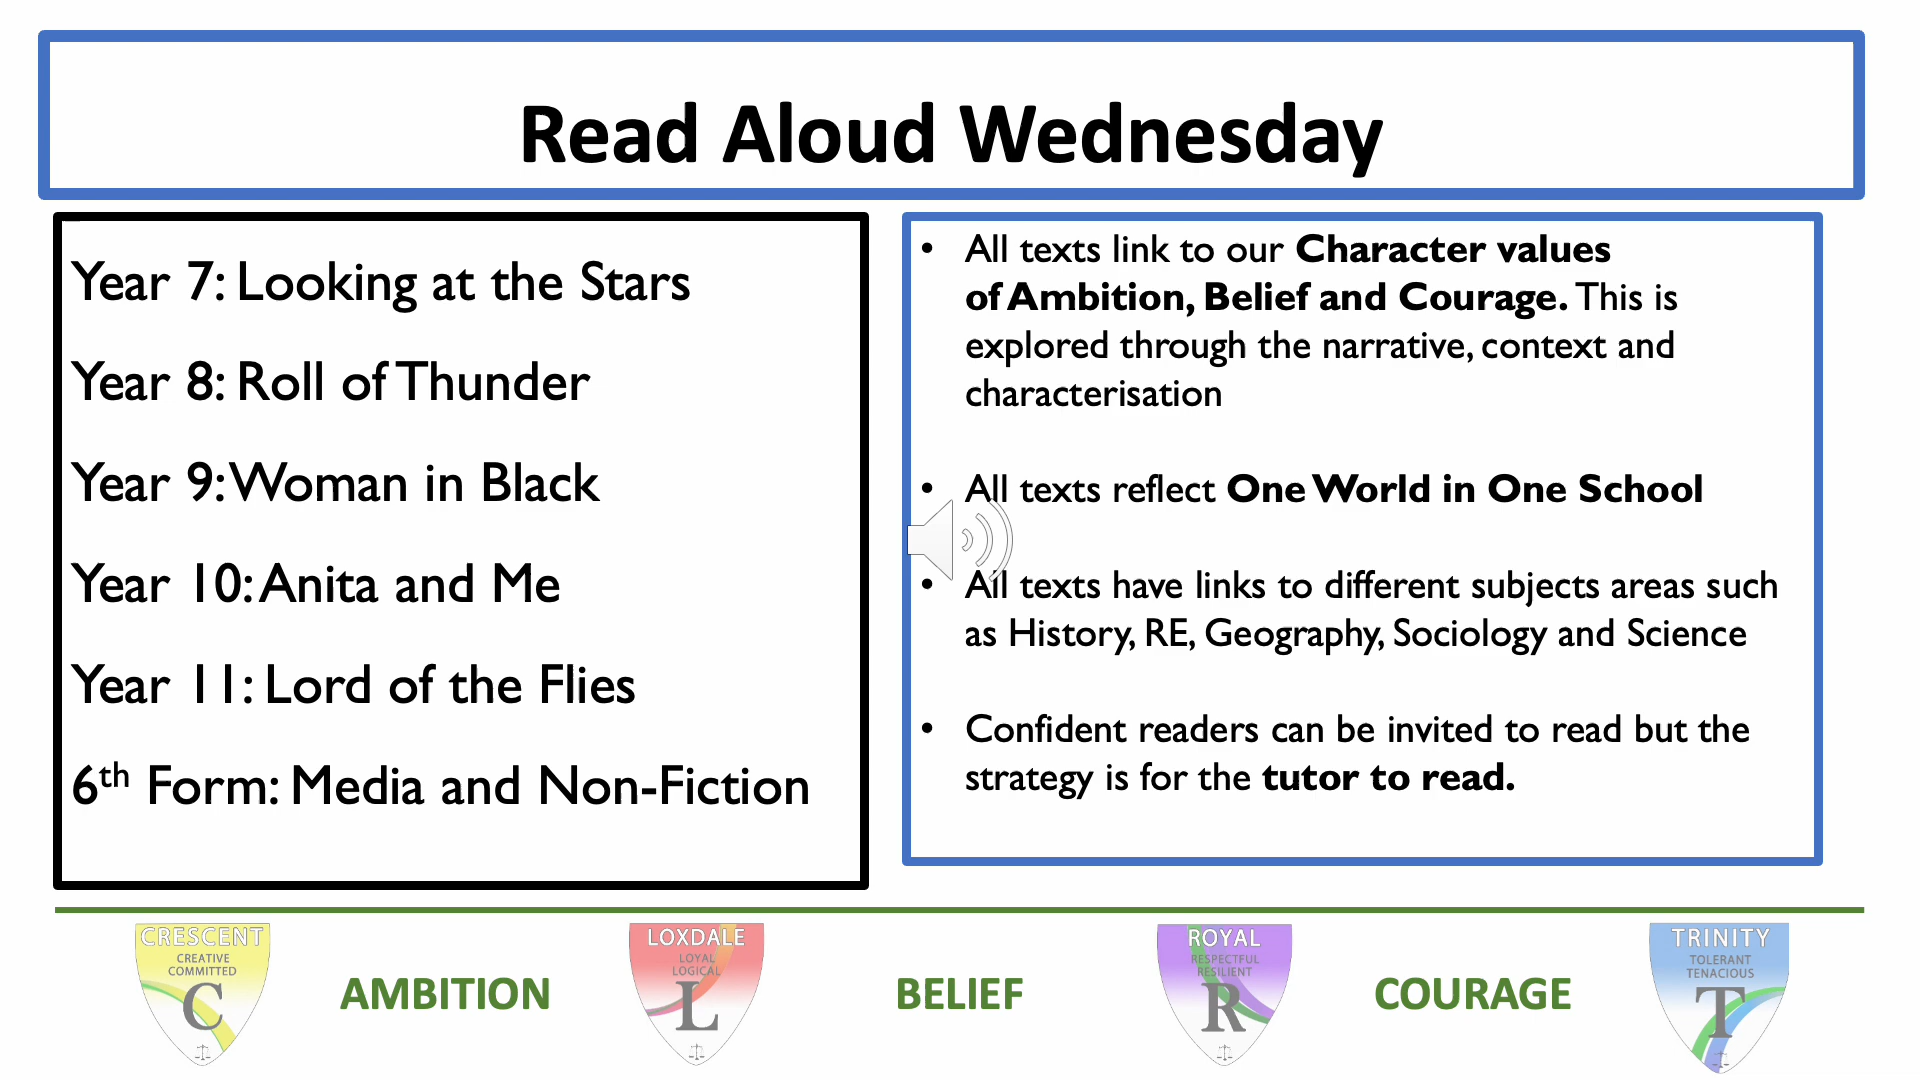 Read Aloud Wednesday
Year 7: Looking at the Stars
Year 8: Roll of Thunder
Year 9: Woman in Black
Year 10: Anita and Me
Year 11: Lord of the Flies
6th Form: Media and Non-Fiction
• All texts link to our Character values
of Ambition, Belief and Courage. This is
explored through the narrative, context and
characterisation
• All texts reflect One World in One School
• All texts have links to different subjects areas such
as History, RE, Geography, Sociology and Science
• Confident readers can be invited to read but the
strategy is for the tutor to read.
CRESCENT
CREATIVE
COMMITTED
C
AMBITION
LOXDALE
LOYAL
LOGICAL
L
BELIEF
ROYAL
RESPECTFUL
RESILIENT
R
COURAGE
TRINITY
TOLERANT
TENACIOUS
T